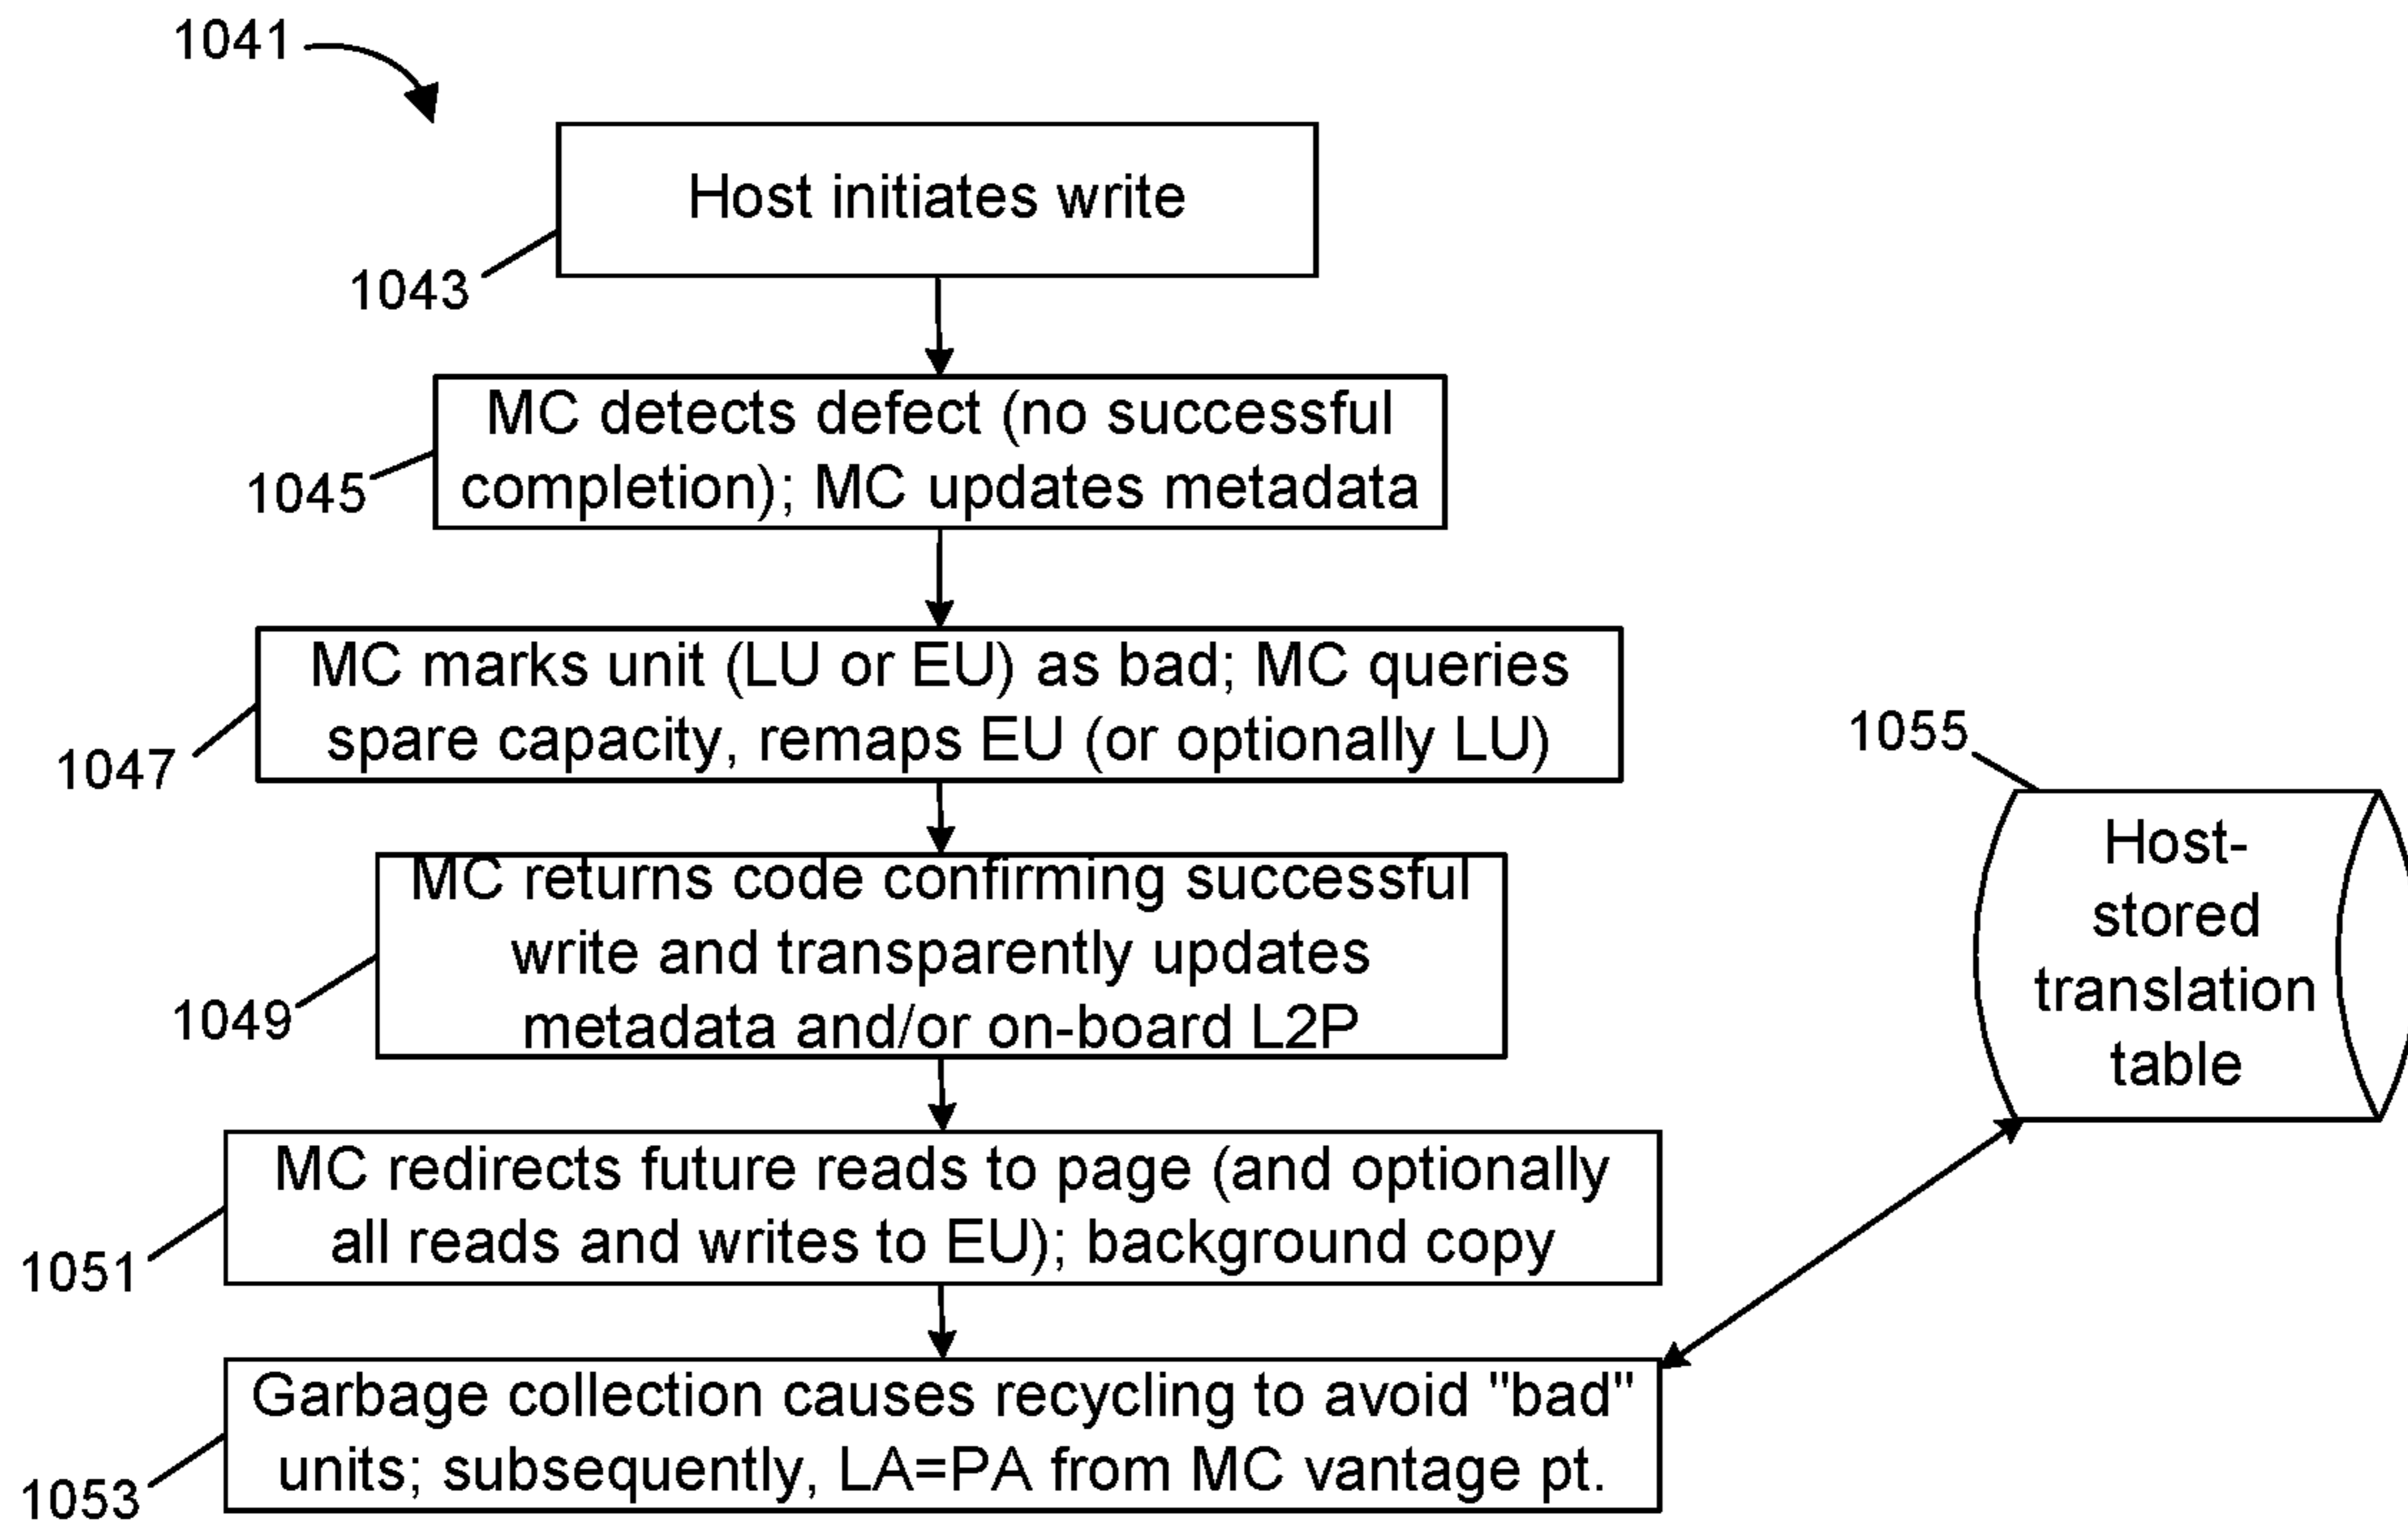 1041
Host initiates write
1043
MC detects defect (no successful
completion); MC updates metadata
1045
MC marks unit (LU or EU) as bad; MC queries
spare capacity, remaps EU (or optionally LU)
1047
1055
Host-
stored
translation
table
MC returns code confirming successful
write and transparently updates
metadata and/or on-board L2P
1049
MC redirects future reads to page (and optionally
all reads and writes to EU); background copy
1051
Garbage collection causes recycling to avoid "bad"
units; subsequently, LA=PA from MC vantage pt.
1053